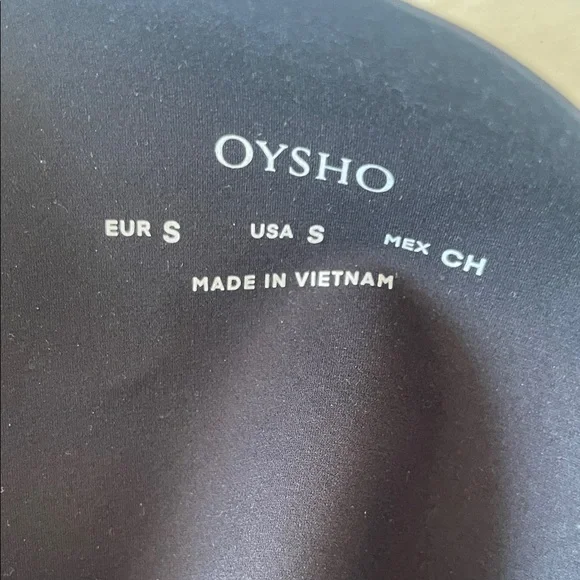 OYSHO
EUR S USA S MEX CH
MADE IN VIETNAM